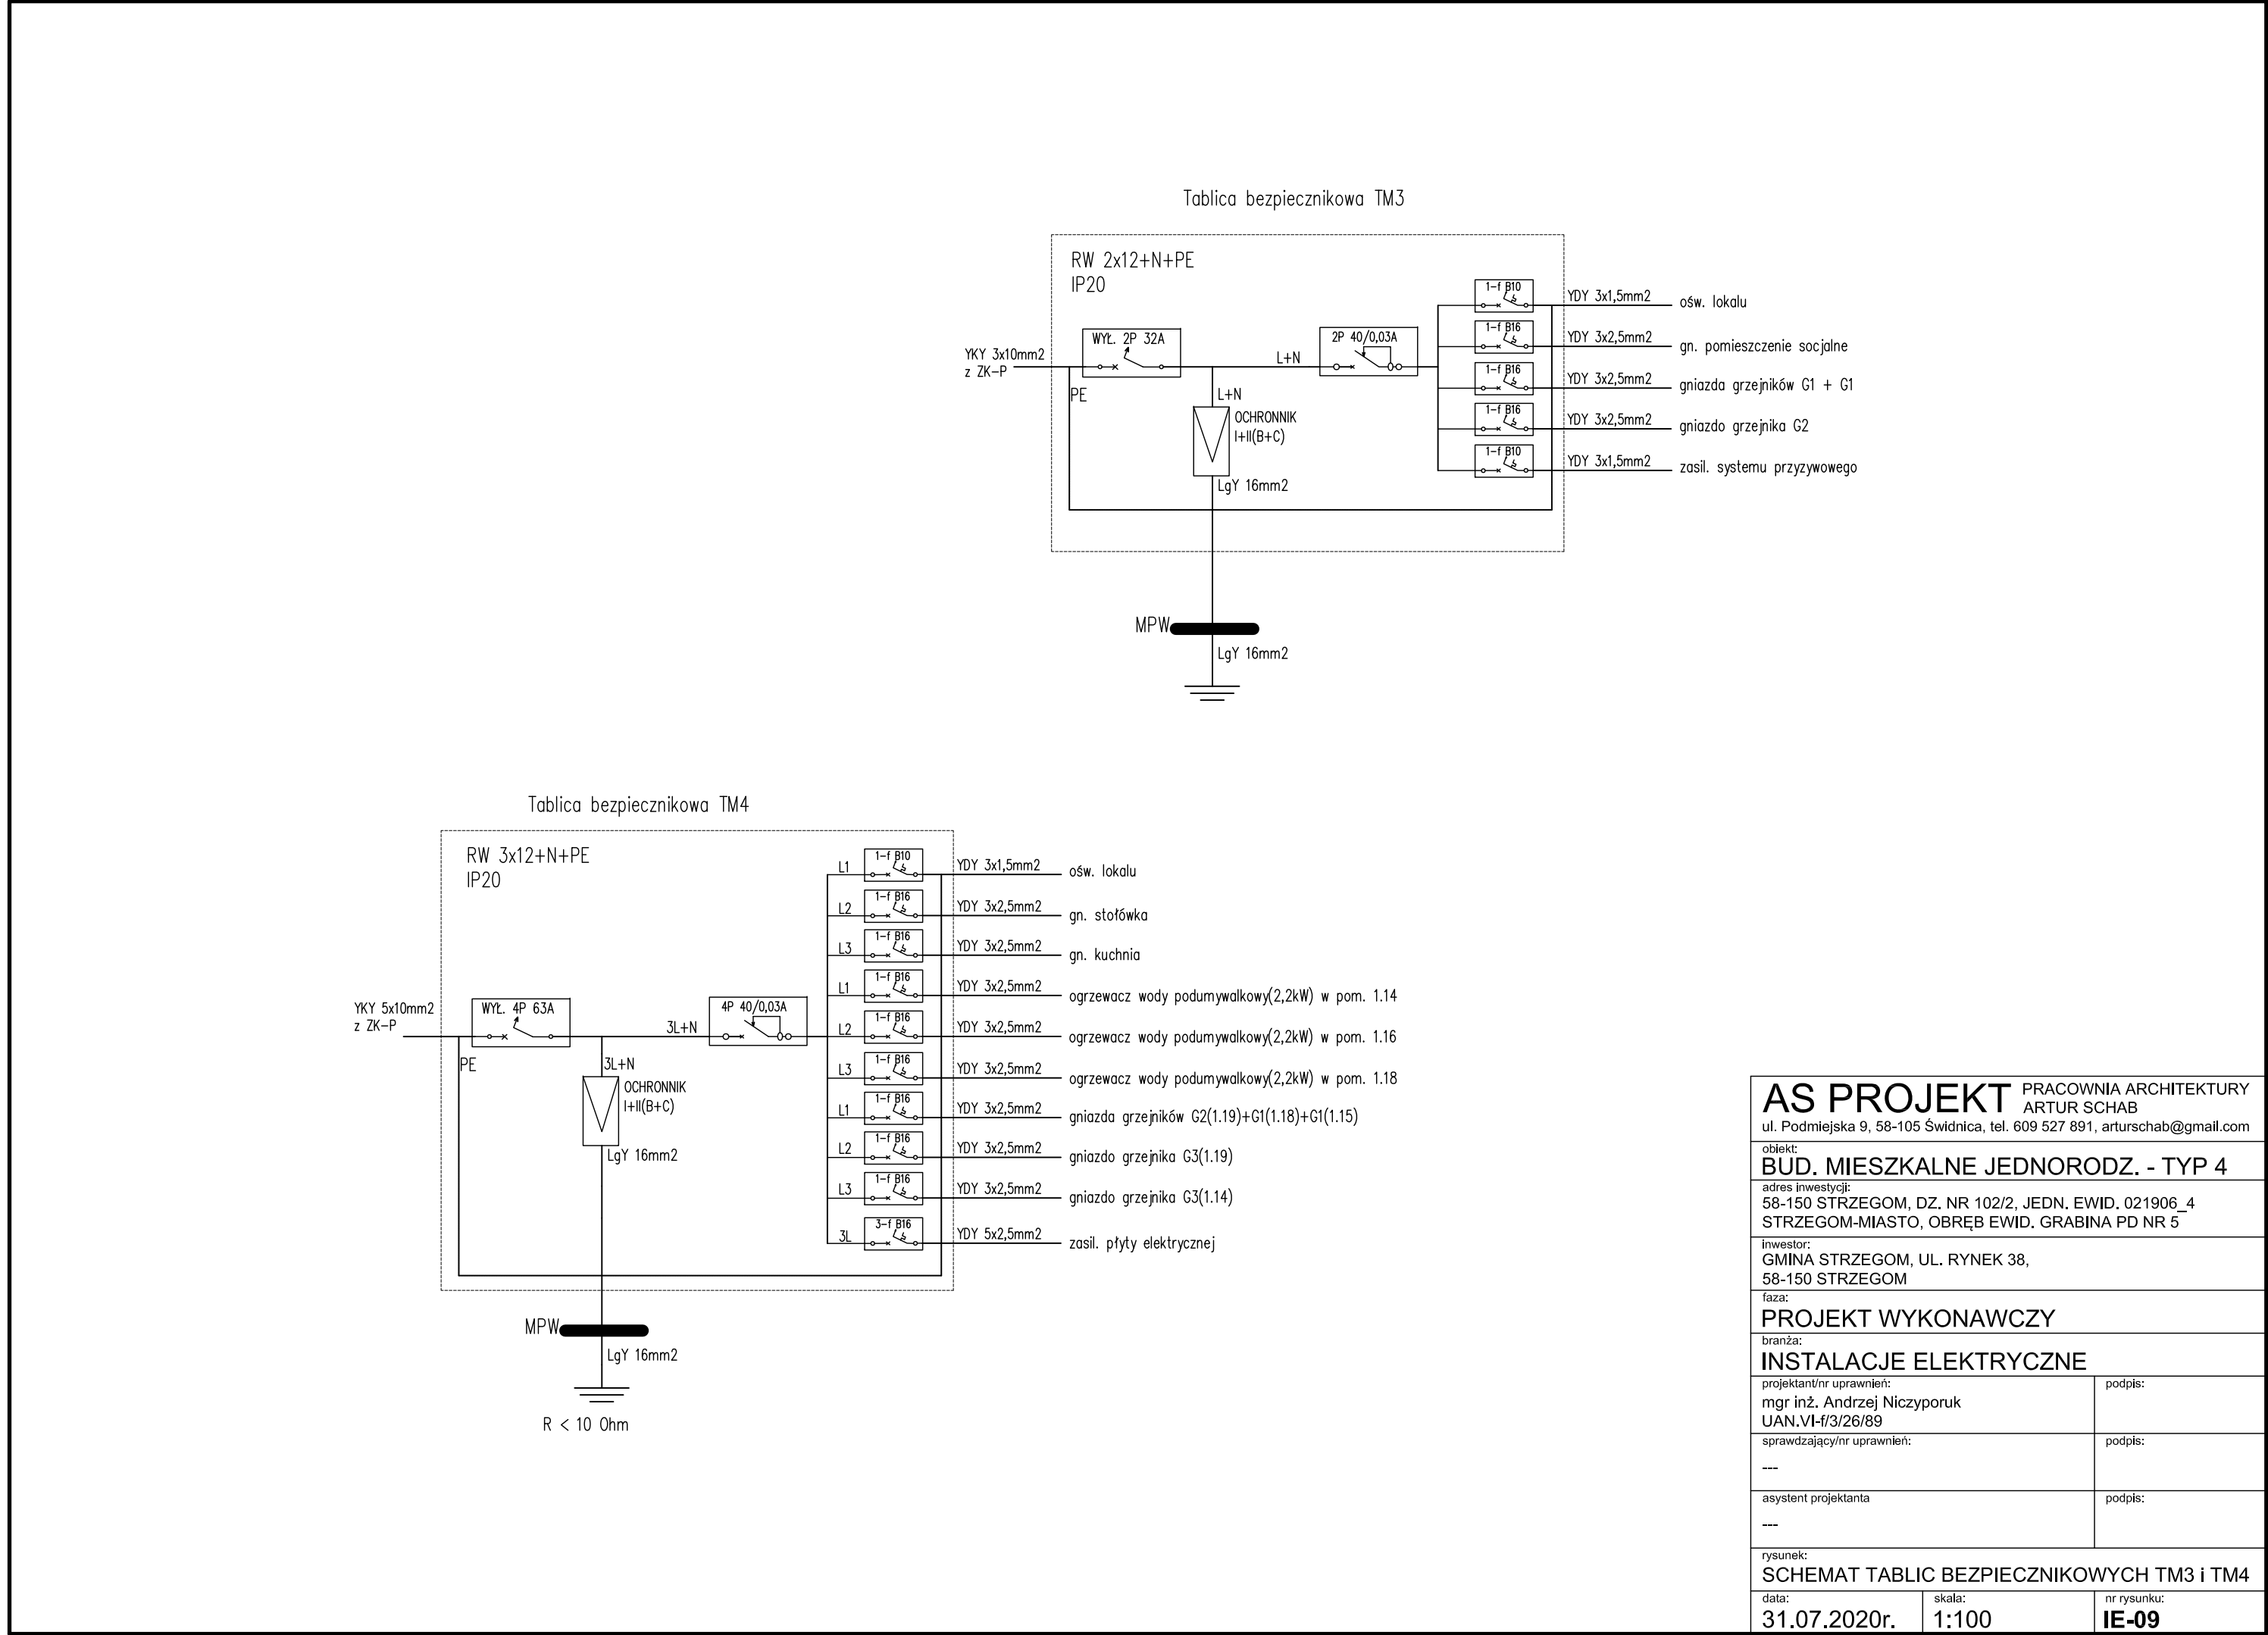 Tablica bezpiecznikowa TM3
RW 2x12+N+PE
IP20
YKY 3x10mm2
z ZK-P
PE
WYŁ. 2P 32A
L+N
OCHRONNIK
I+II(B+C)
LgY 16mm2
L+N
2P 40/0,03A
1-f B10
YDY 3x1,5mm2
ośw. lokalu
1-f B16
YDY 3x2,5mm2
gn. pomieszczenie socjalne
1-f B16
YDY 3x2,5mm2
gniazda grzejników G1 + G1
1-f B16
YDY 3x2,5mm2
gniazdo grzejnika G2
1-f B10
YDY 3x1,5mm2
zasil. systemu przyzywowego
MPW
LgY 16mm2
Tablica bezpiecznikowa TM4
RW 3x12+N+PE
IP20
YKY 5x10mm2
z ZK-P
PE
WYŁ. 4P 63A
3L+N
OCHRONNIK
I+II(B+C)
LgY 16mm2
3L+N
4P 40/0,03A
L1
1-f B10
YDY 3x1,5mm2
ośw. lokalu
L2
1-f B16
YDY 3x2,5mm2
gn. stołówka
L3
1-f B16
YDY 3x2,5mm2
gn. kuchnia
L1
1-f B16
YDY 3x2,5mm2
ogrzewacz wody podumywalkowy(2,2kW) w pom. 1.14
L2
1-f B16
YDY 3x2,5mm2
ogrzewacz wody podumywalkowy(2,2kW) w pom. 1.16
L3
1-f B16
YDY 3x2,5mm2
ogrzewacz wody podumywalkowy(2,2kW) w pom. 1.18
L1
1-f B16
YDY 3x2,5mm2
gniazda grzejników G2(1.19)+G1(1.18)+G1(1.15)
L2
1-f B16
YDY 3x2,5mm2
gniazdo grzejnika G3(1.19)
L3
1-f B16
YDY 3x2,5mm2
gniazdo grzejnika G3(1.14)
3L
3-f B16
YDY 5x2,5mm2
zasil. płyty elektrycznej
MPW
LgY 16mm2
R < 10 Ohm
AS PROJEKT PRACOWNIA ARCHITEKTURY
ARTUR SCHAB
ul. Podmiejska 9, 58-105 Świdnica, tel. 609 527 891, arturschab@gmail.com
obiekt:
BUD. MIESZKALNE JEDNORODZ. - TYP 4
adres inwestycji:
58-150 STRZEGOM, DZ. NR 102/2, JEDN. EWID. 021906_4
STRZEGOM-MIASTO, OBRĘB EWID. GRABINA PD NR 5
inwestor:
GMINA STRZEGOM, UL. RYNEK 38,
58-150 STRZEGOM
faza:
PROJEKT WYKONAWCZY
branża:
INSTALACJE ELEKTRYCZNE
projektant/nr uprawnień:
podpis:
mgr inż. Andrzej Niczyporuk
UAN.VI-f/3/26/89
sprawdzający/nr uprawnień:
podpis:
---
asystent projektanta
podpis:
---
rysunek:
SCHEMAT TABLIC BEZPIECZNIKOWYCH TM3 i TM4
data:
31.07.2020r.
skala:
1:100
nr rysunku:
IE-09